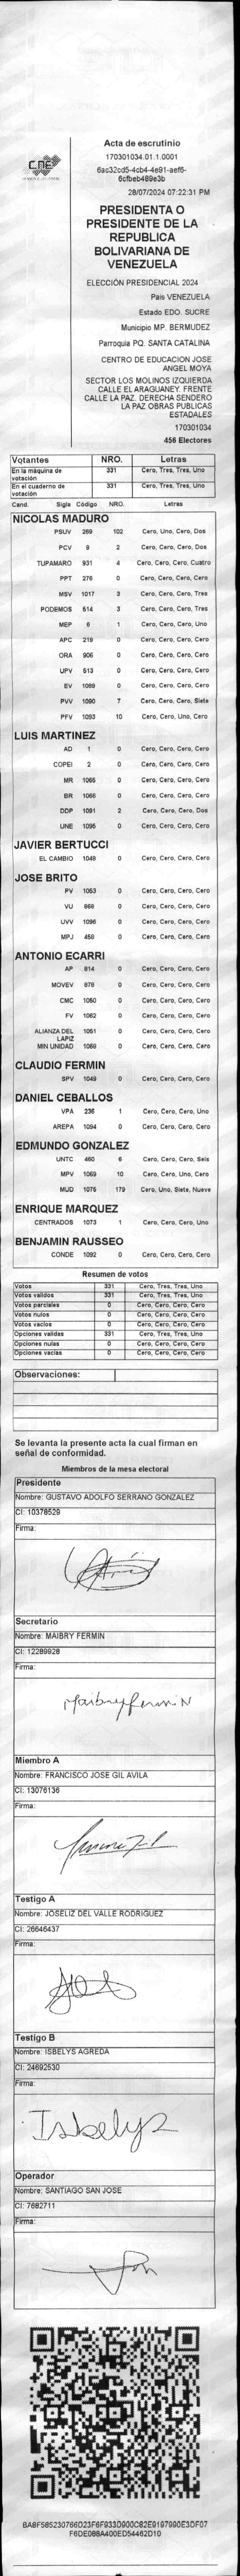 CNE
Acta de escrutinio
170301034.01.1.0001
6ac32cd5-4cb4-4e91-aef6-
6cfbeb489e3b
28/07/2024 07:22:31 PM
PRESIDENTA O
PRESIDENTE DE LA
REPUBLICA
BOLIVARIANA DE
VENEZUELA
ELECCIÓN PRESIDENCIAL 2024
País VENEZUELA
Estado EDO. SUCRE
Municipio MP. BERMUDEZ
Parroquia PQ. SANTA CATALINA
CENTRO DE EDUCACION JOSE
ANGEL MOYA
SECTOR LOS MOLINOS IZQUIERDA
CALLE EL ARAGUANEY. FRENTE
CALLE LA PAZ. DERECHA SENDERO
LA PAZ OBRAS PUBLICAS
ESTADALES
170301034
456 Electores
Votantes NRO. Letras
En la máquina de votación 331 Cero, Tres, Tres, Uno
En el cuaderno de votación 331 Cero, Tres, Tres, Uno
Cand. Sigla Código NRO. Letras
NICOLAS MADURO
PSUV 269 102 Cero, Uno, Cero, Dos
PCV 9 2 Cero, Cero, Cero, Dos
TUPAMARO 931 4 Cero, Cero, Cero, Cuatro
PPT 276 0 Cero, Cero, Cero, Cero
MSV 1017 3 Cero, Cero, Cero, Tres
PODEMOS 514 3 Cero, Cero, Cero, Tres
MEP 6 1 Cero, Cero, Cero, Uno
APC 219 0 Cero, Cero, Cero, Cero
ORA 906 0 Cero, Cero, Cero, Cero
UPV 513 0 Cero, Cero, Cero, Cero
EV 1089 0 Cero, Cero, Cero, Cero
PVV 1090 7 Cero, Cero, Cero, Siete
PFV 1093 10 Cero, Cero, Uno, Cero
LUIS MARTINEZ
AD 1 0 Cero, Cero, Cero, Cero
COPEI 2 0 Cero, Cero, Cero, Cero
MR 1065 0 Cero, Cero, Cero, Cero
BR 1066 0 Cero, Cero, Cero, Cero
DDP 1091 2 Cero, Cero, Cero, Dos
UNE 1095 0 Cero, Cero, Cero, Cero
JAVIER BERTUCCI
EL CAMBIO 1048 0 Cero, Cero, Cero, Cero
JOSE BRITO
PV 1053 0 Cero, Cero, Cero, Cero
VU 868 0 Cero, Cero, Cero, Cero
UVV 1096 0 Cero, Cero, Cero, Cero
MPJ 458 0 Cero, Cero, Cero, Cero
ANTONIO ECARRI
AP 814 0 Cero, Cero, Cero, Cero
MOVEV 878 0 Cero, Cero, Cero, Cero
CMC 1050 0 Cero, Cero, Cero, Cero
FV 1062 0 Cero, Cero, Cero, Cero
ALIANZA DEL LAPIZ 1051 0 Cero, Cero, Cero, Cero
MIN UNIDAD 1059 0 Cero, Cero, Cero, Cero
CLAUDIO FERMIN
SPV 1049 0 Cero, Cero, Cero, Cero
DANIEL CEBALLOS
VPA 236 1 Cero, Cero, Cero, Uno
AREPA 1094 0 Cero, Cero, Cero, Cero
EDMUNDO GONZALEZ
UNTC 460 6 Cero, Cero, Cero, Seis
MPV 1069 10 Cero, Cero, Uno, Cero
MUD 1075 179 Cero, Uno, Siete, Nueve
ENRIQUE MARQUEZ
CENTRADOS 1073 1 Cero, Cero, Cero, Uno
BENJAMIN RAUSSEO
CONDE 1092 0 Cero, Cero, Cero, Cero
Resumen de votos
Votos 331 Cero, Tres, Tres, Uno
Votos validos 331 Cero, Tres, Tres, Uno
Votos parciales 0 Cero, Cero, Cero, Cero
Votos nulos 0 Cero, Cero, Cero, Cero
Votos vacios 0 Cero, Cero, Cero, Cero
Opciones validas 331 Cero, Tres, Tres, Uno
Opciones nulas 0 Cero, Cero, Cero, Cero
Opciones vacias 0 Cero, Cero, Cero, Cero
Observaciones:
Se levanta la presente acta la cual firman en
señal de conformidad.
Miembros de la mesa electoral
Presidente
Nombre: GUSTAVO ADOLFO SERRANO GONZALEZ
CI: 10378529
Firma:
Secretario
Nombre: MAIBRY FERMIN
CI: 12289928
Firma:
Maibry fermiN
Miembro A
Nombre: FRANCISCO JOSE GIL AVILA
CI: 13076136
Firma:
Testigo A
Nombre: JOSELIZ DEL VALLE RODRIGUEZ
CI: 26646437
Firma:
Testigo B
Nombre: ISBELYS AGREDA
CI: 24692530
Firma:
Isbelys
Operador
Nombre: SANTIAGO SAN JOSE
CI: 7682711
Firma:
BABF585230766D23F6F933D900C82E9197990E3DF07
F6DE088A400ED54462D10